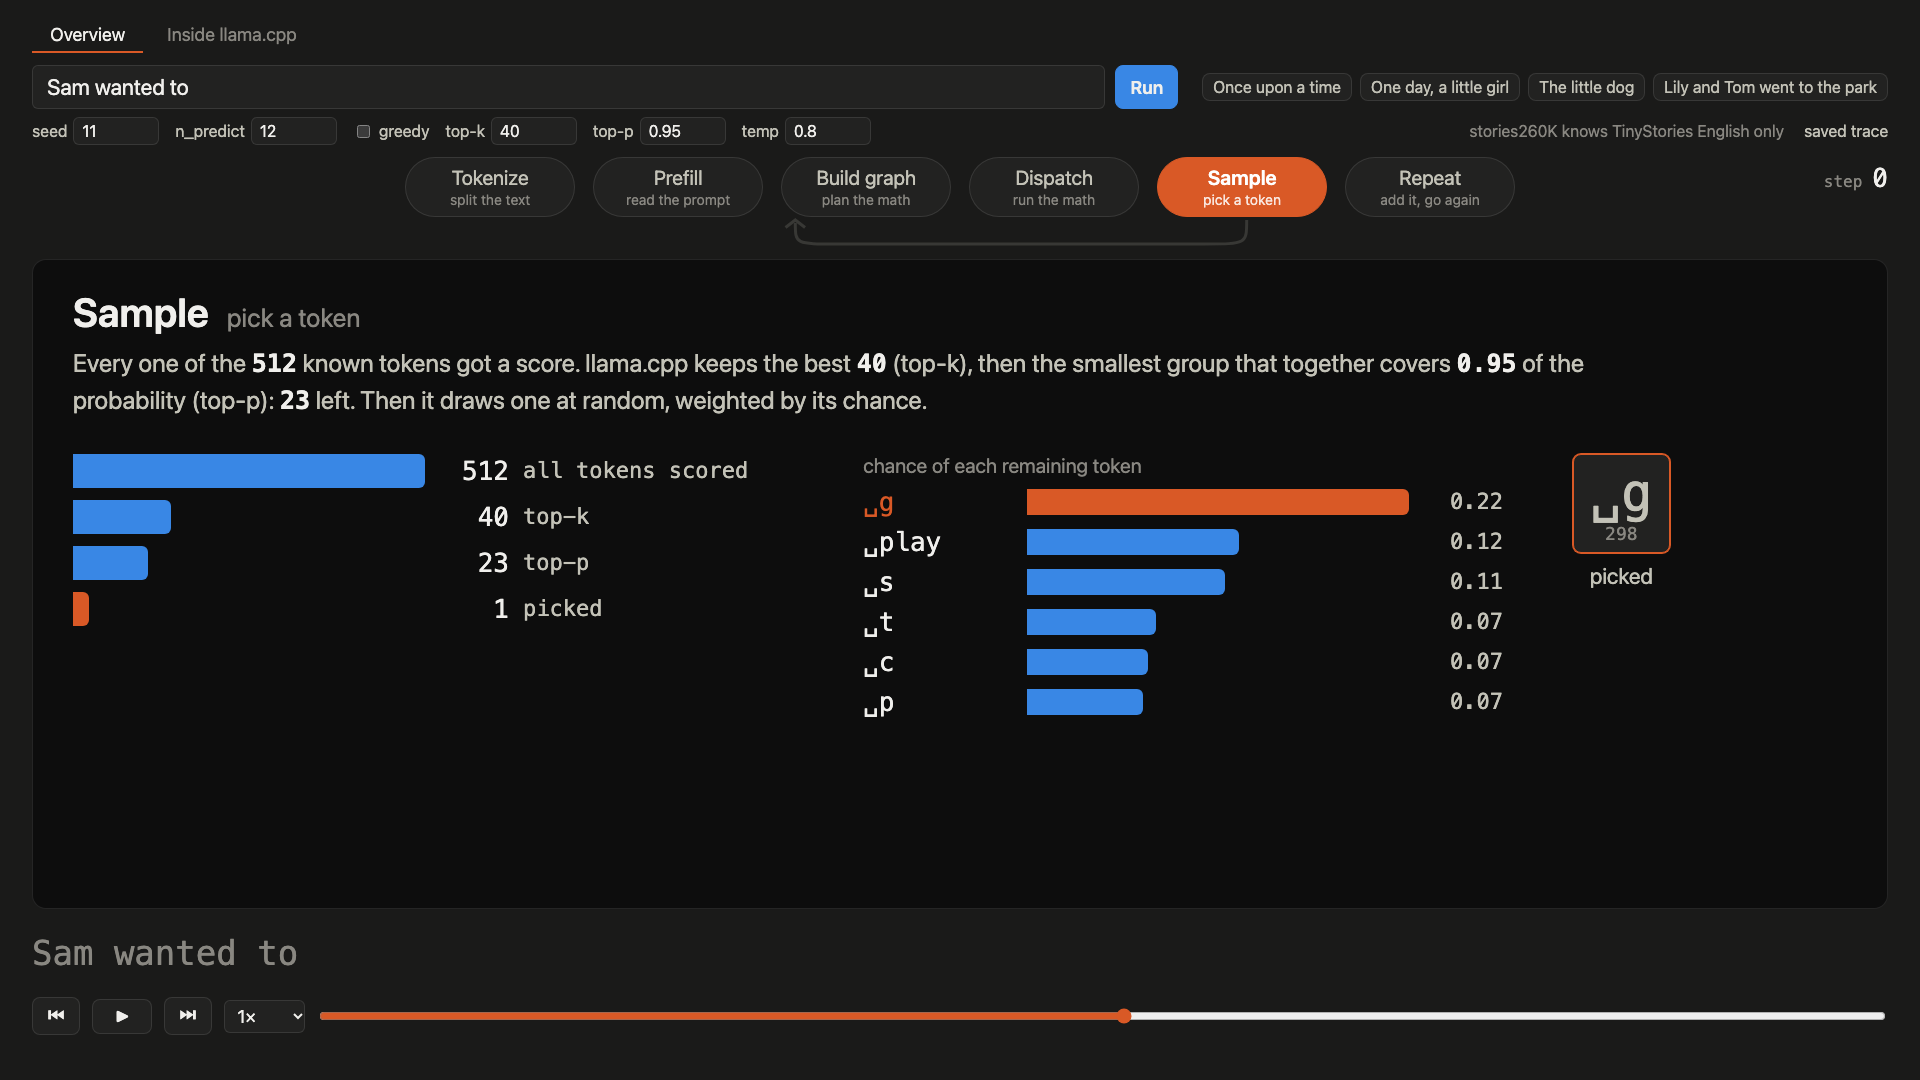 Overview Inside llama.cpp
Sam wanted to Run Once upon a time One day, a little girl The little dog Lily and Tom went to the park
seed 11 n_predict 12 greedy top-k 40 top-p 0.95 temp 0.8 stories260K knows TinyStories English only saved trace
Tokenize Prefill Build graph Dispatch Sample Repeat
split the text read the prompt plan the math run the math pick a token add it, go again
step 0
Sample pick a token
Every one of the 512 known tokens got a score. llama.cpp keeps the best 40 (top-k), then the smallest group that together covers 0.95 of the
probability (top-p): 23 left. Then it draws one at random, weighted by its chance.
512 all tokens scored
40 top-k
23 top-p
1 picked
chance of each remaining token
␣g 0.22
␣play 0.12
␣s 0.11
␣t 0.07
␣c 0.07
␣p 0.07
␣g
298
picked
Sam wanted to
1x